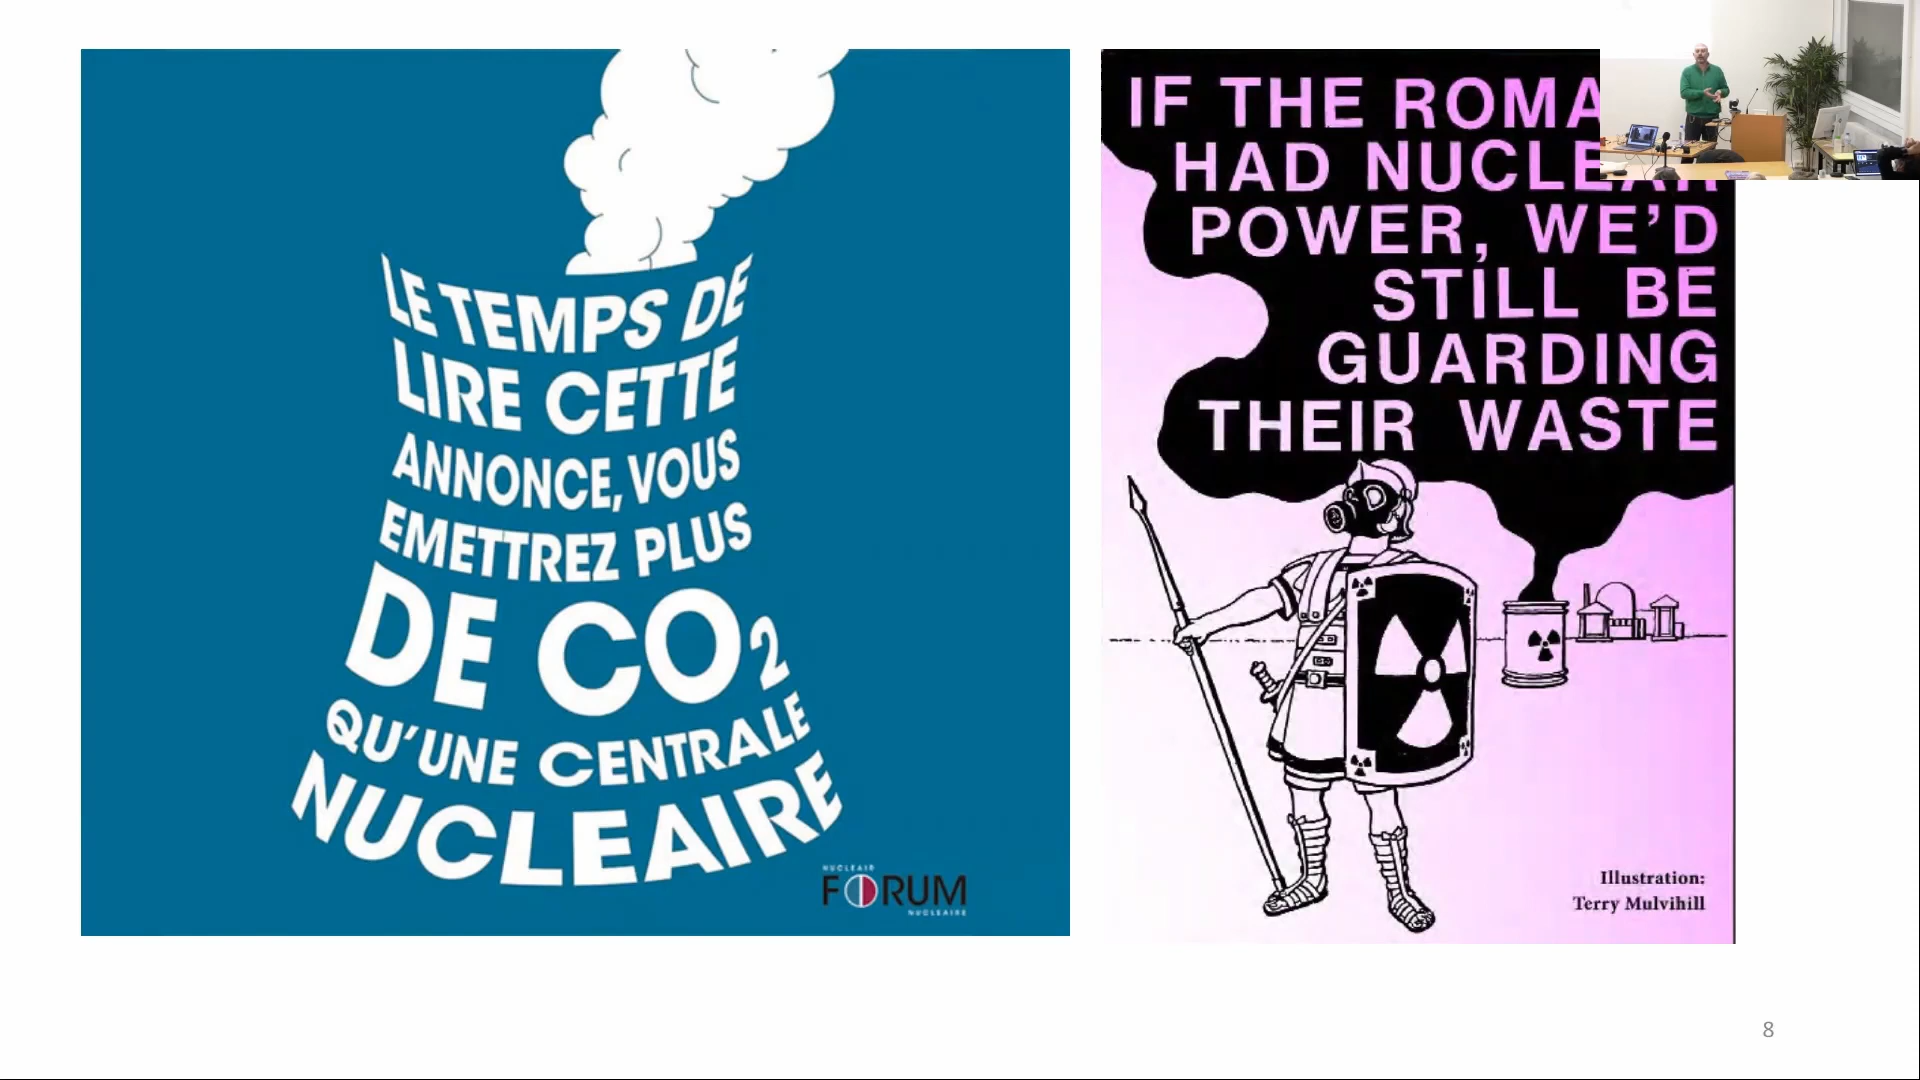 LE TEMPS DE
LIRE CETTE
ANNONCE, VOUS
EMETTREZ PLUS
DE CO2
QU'UNE CENTRALE
NUCLEAIRE
NUCLEAIR
FORUM
NUCLEAIRE
IF THE ROMA
HAD NUCLEAR
POWER, WE'D
STILL BE
GUARDING
THEIR WASTE
Illustration:
Terry Mulvihill
8